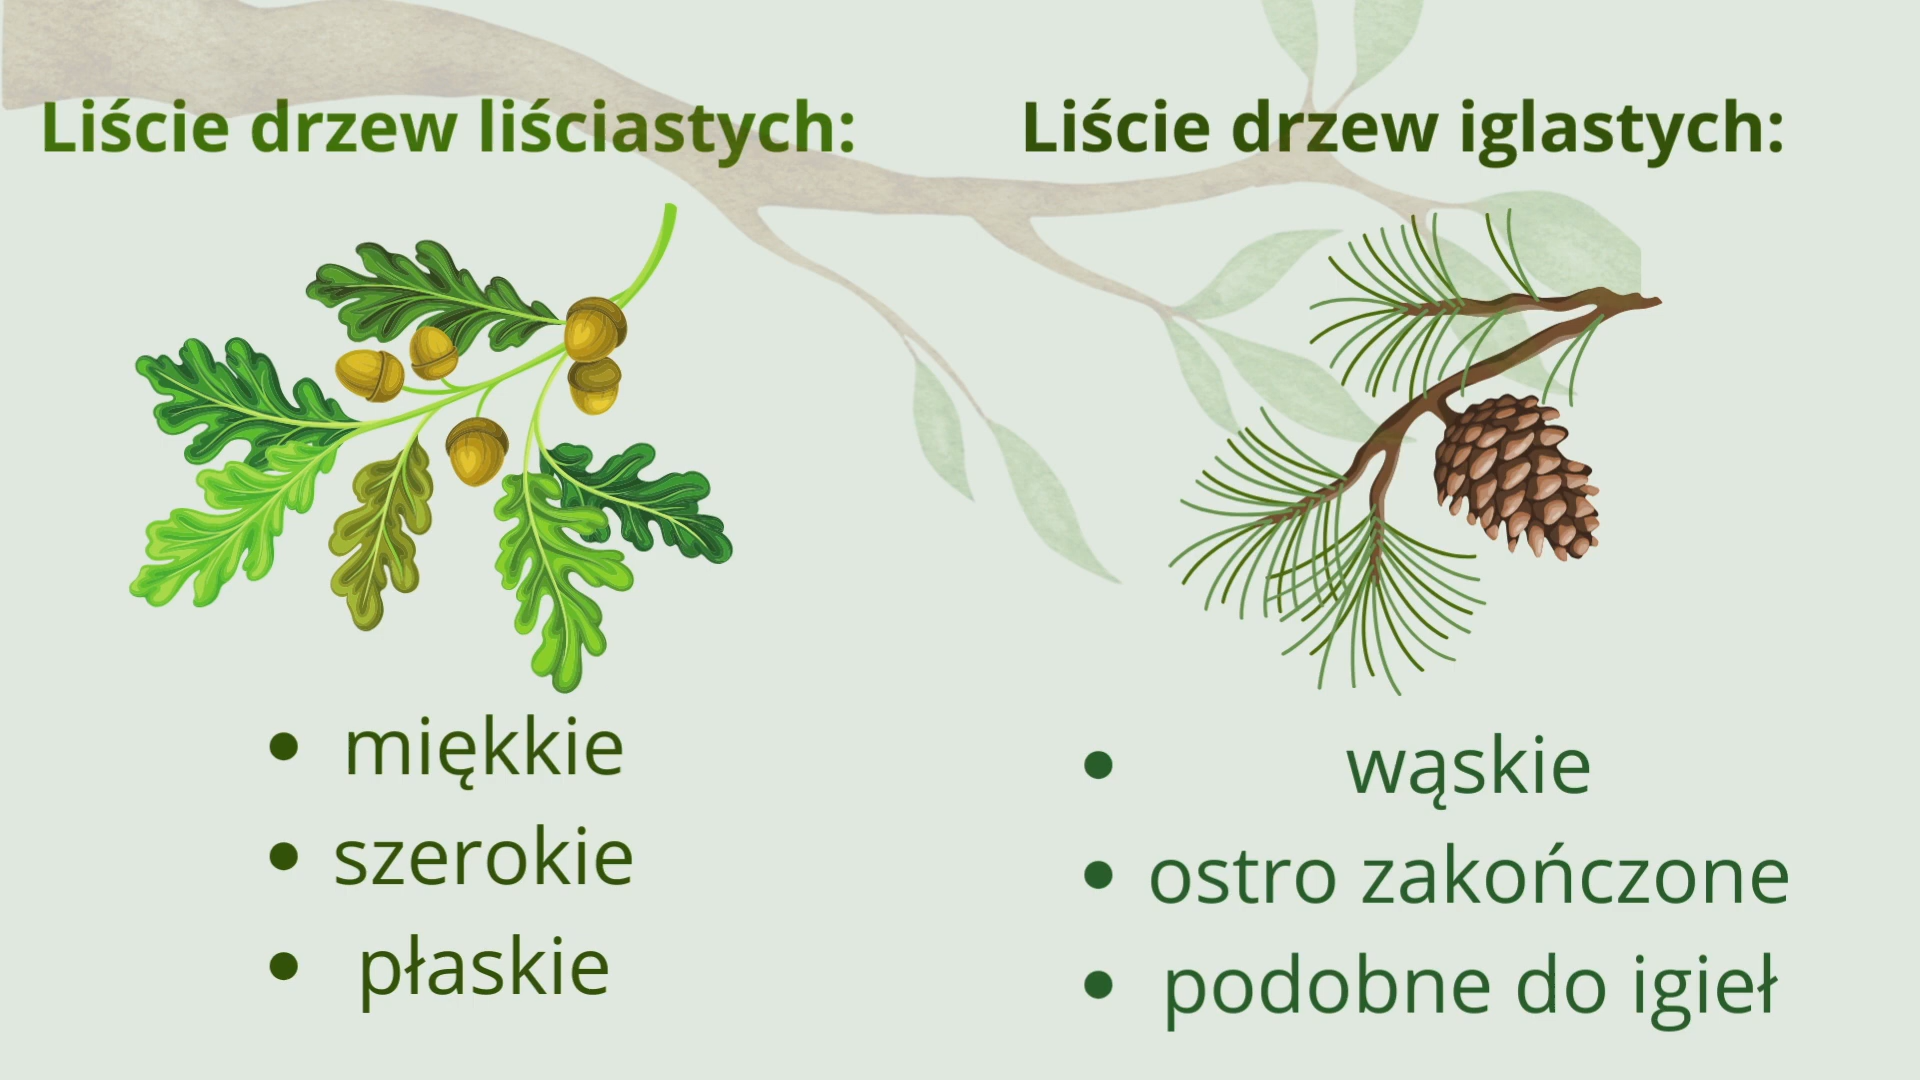 Liście drzew liściastych:
• miękkie
• szerokie
• płaskie
Liście drzew iglastych:
• wąskie
• ostro zakończone
• podobne do igieł